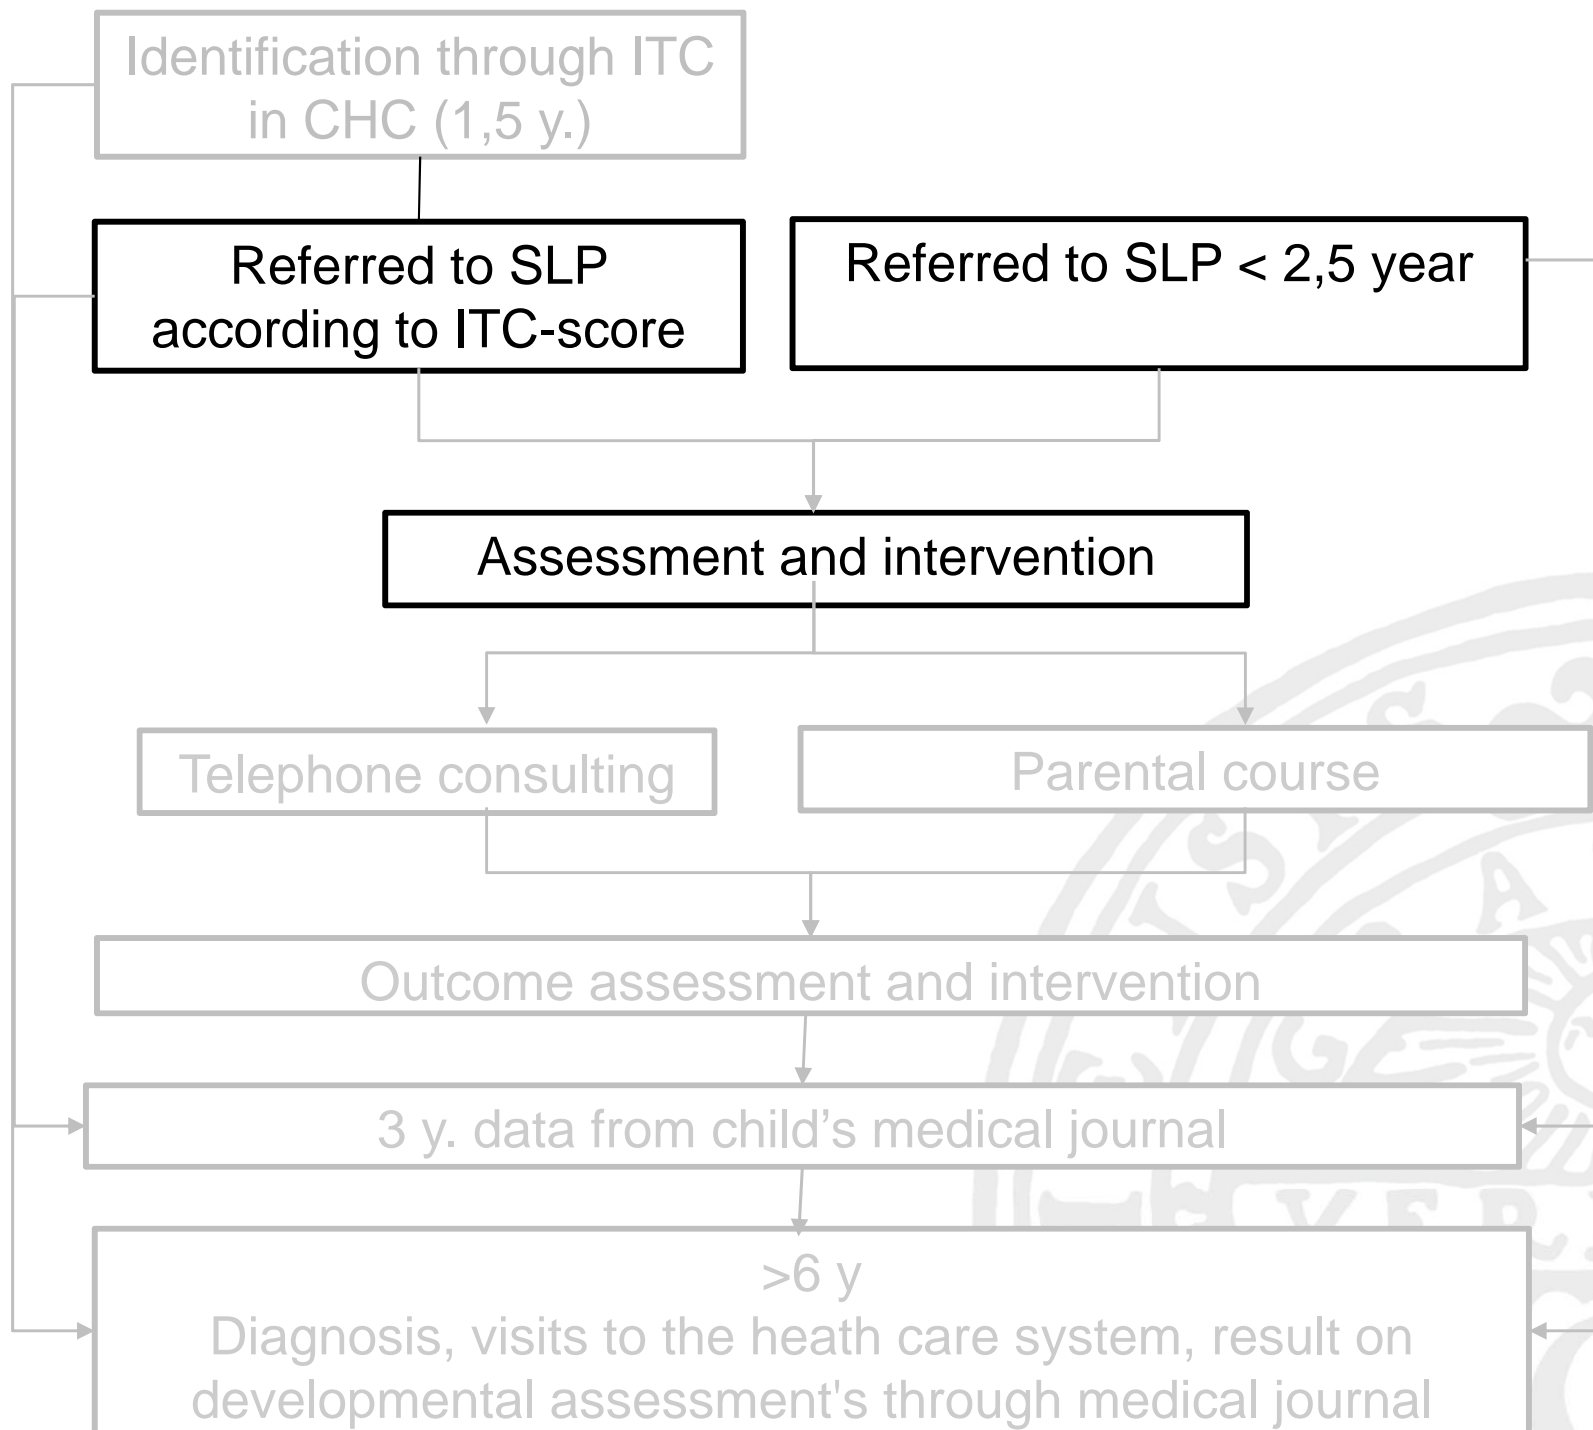 Identification through ITC
in CHC (1,5 y.)
Referred to SLP
according to ITC-score
Referred to SLP < 2,5 year
Assessment and intervention
Telephone consulting
Parental course
Outcome assessment and intervention
3 y. data from child’s medical journal
>6 y
Diagnosis, visits to the heath care system, result on
developmental assessment's through medical journal